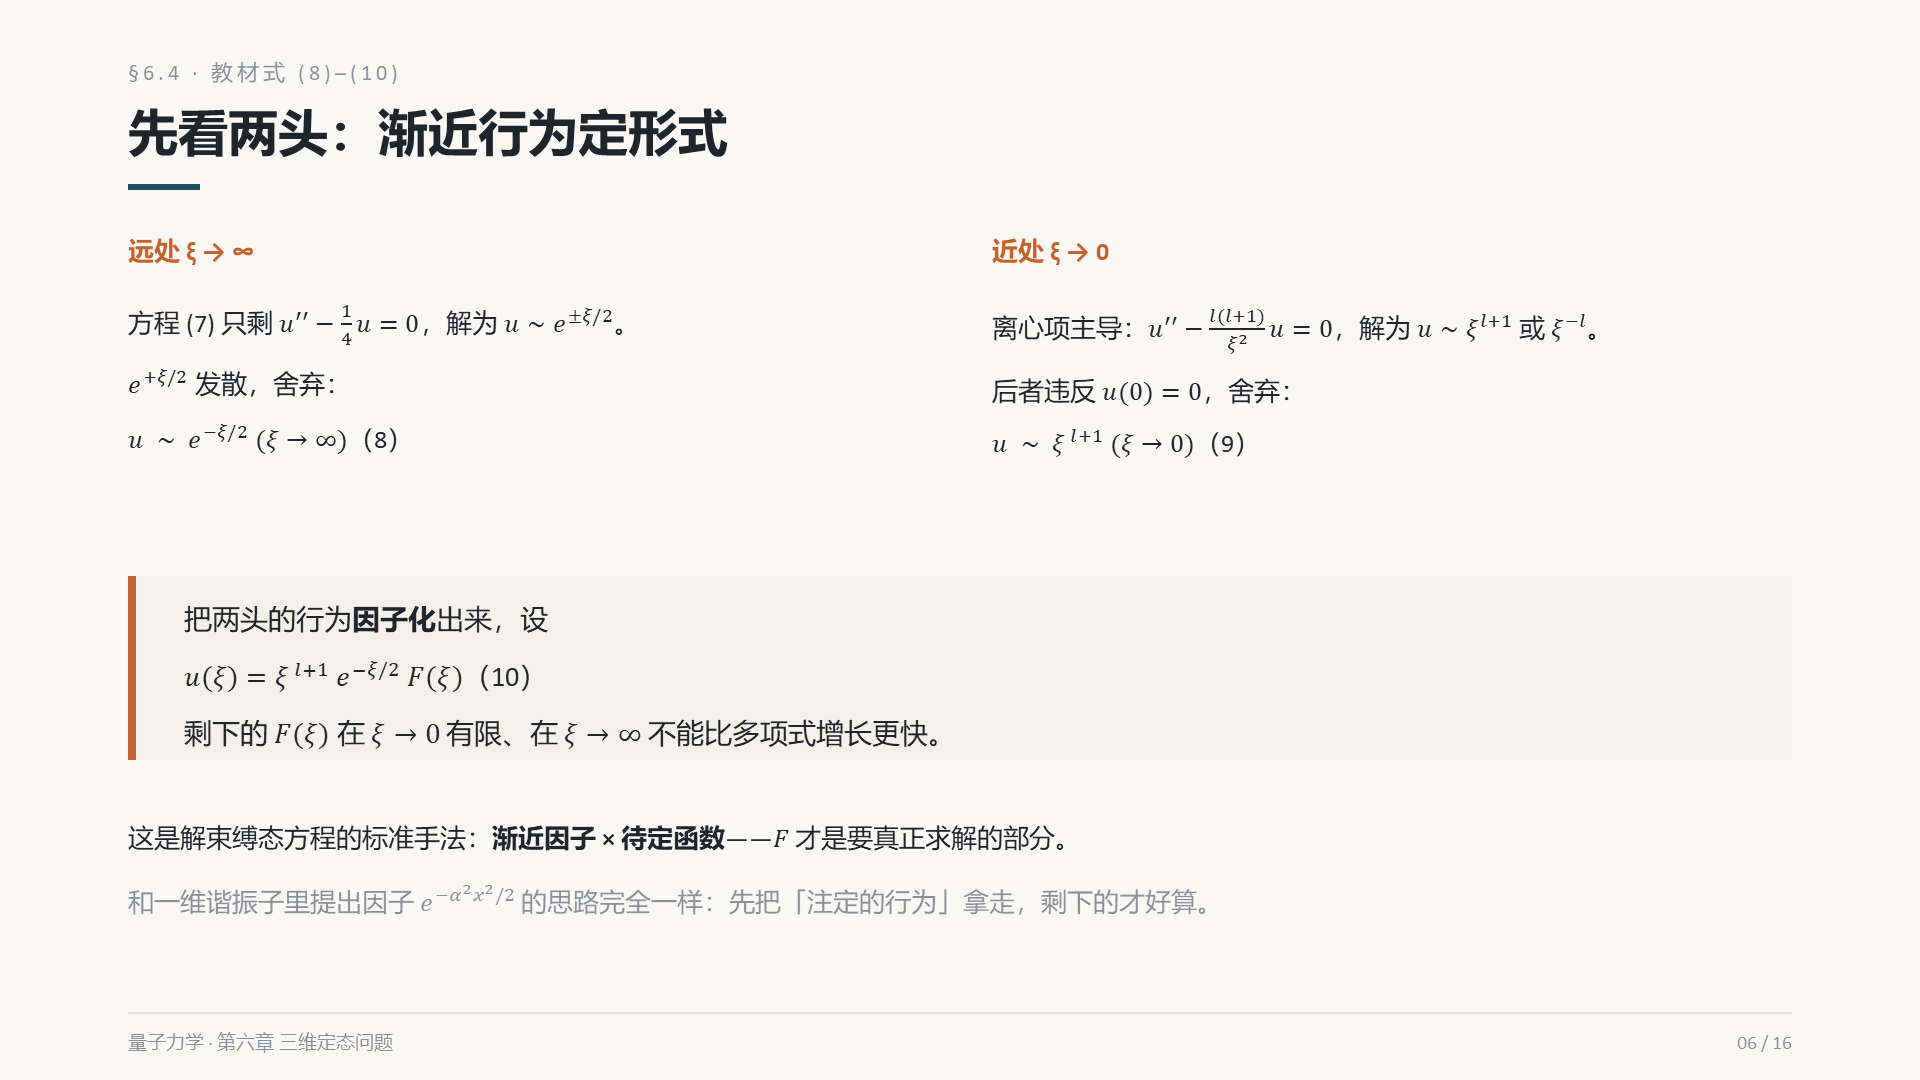 §6.4 · 教材式 (8)–(10)
先看两头：渐近行为定形式
远处 ξ → ∞
方程 (7) 只剩 u′′ − 1/4 u = 0，解为 u ~ e^{±ξ/2}。
e^{+ξ/2} 发散，舍弃：
u ~ e^{−ξ/2} (ξ → ∞)（8）
近处 ξ → 0
离心项主导：u′′ − l(l+1)/ξ² u = 0，解为 u ~ ξ^{l+1} 或 ξ^{−l}。
后者违反 u(0) = 0，舍弃：
u ~ ξ^{l+1} (ξ → 0)（9）
把两头的行为因子化出来，设
u(ξ) = ξ^{l+1} e^{−ξ/2} F(ξ)（10）
剩下的 F(ξ) 在 ξ → 0 有限、在 ξ → ∞ 不能比多项式增长更快。
这是解束缚态方程的标准手法：渐近因子 × 待定函数——F 才是要真正求解的部分。
和一维谐振子里提出因子 e^{−α²x²/2} 的思路完全一样：先把「注定的行为」拿走，剩下的才好算。
量子力学 · 第六章 三维定态问题
06 / 16